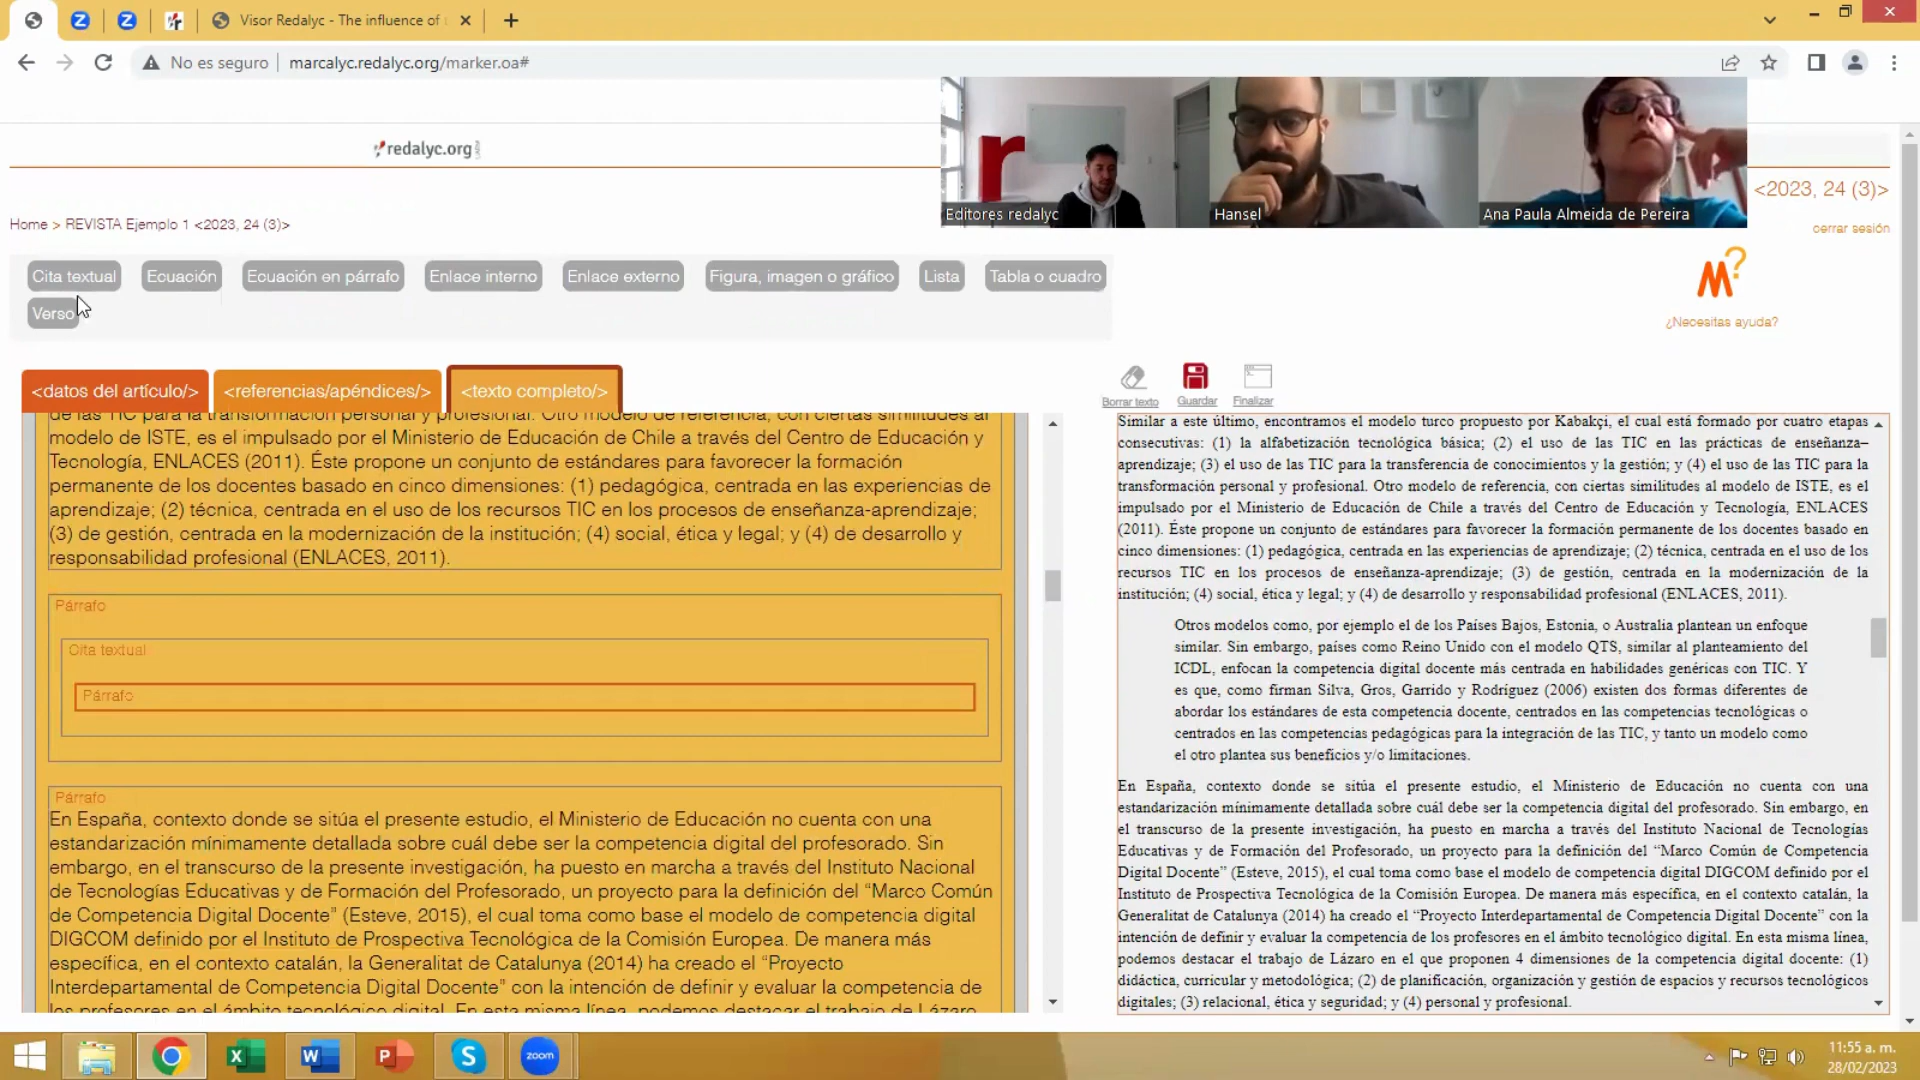 Visor Redalyc - The influence of
No es seguro
marcalyc.redalyc.org/marker.oa#
redalyc.org
Editores redalyc
Hansel
Ana Paula Almeida de Pereira
<2023, 24 (3)>
Home > REVISTA Ejemplo 1 <2023, 24 (3)>
cerrar sesión
Cita textual
Ecuación
Ecuación en párrafo
Enlace interno
Enlace externo
Figura, imagen o gráfico
Lista
Tabla o cuadro
Verso
M?
¿Necesitas ayuda?
<datos del artículo/>
<referencias/apéndices/>
<texto completo/>
Borrar texto
Guardar
Finalizar
de las TIC para la transformación personal y profesional. Otro modelo de referencia, con ciertas similitudes al
modelo de ISTE, es el impulsado por el Ministerio de Educación de Chile a través del Centro de Educación y
Tecnología, ENLACES (2011). Éste propone un conjunto de estándares para favorecer la formación
permanente de los docentes basado en cinco dimensiones: (1) pedagógica, centrada en las experiencias de
aprendizaje; (2) técnica, centrada en el uso de los recursos TIC en los procesos de enseñanza-aprendizaje;
(3) de gestión, centrada en la modernización de la institución; (4) social, ética y legal; y (4) de desarrollo y
responsabilidad profesional (ENLACES, 2011).
Párrafo
Cita textual
Párrafo
Párrafo
En España, contexto donde se sitúa el presente estudio, el Ministerio de Educación no cuenta con una
estandarización mínimamente detallada sobre cuál debe ser la competencia digital del profesorado. Sin
embargo, en el transcurso de la presente investigación, ha puesto en marcha a través del Instituto Nacional
de Tecnologías Educativas y de Formación del Profesorado, un proyecto para la definición del “Marco Común
de Competencia Digital Docente” (Esteve, 2015), el cual toma como base el modelo de competencia digital
DIGCOM definido por el Instituto de Prospectiva Tecnológica de la Comisión Europea. De manera más
específica, en el contexto catalán, la Generalitat de Catalunya (2014) ha creado el “Proyecto
Interdepartamental de Competencia Digital Docente” con la intención de definir y evaluar la competencia de
los profesores en el ámbito tecnológico digital. En esta misma línea, podemos destacar el trabajo de Lázaro
Similar a este último, encontramos el modelo turco propuesto por Kabakçi, el cual está formado por cuatro etapas
consecutivas: (1) la alfabetización tecnológica básica; (2) el uso de las TIC en las prácticas de enseñanza–
aprendizaje; (3) el uso de las TIC para la transferencia de conocimientos y la gestión; y (4) el uso de las TIC para la
transformación personal y profesional. Otro modelo de referencia, con ciertas similitudes al modelo de ISTE, es el
impulsado por el Ministerio de Educación de Chile a través del Centro de Educación y Tecnología, ENLACES
(2011). Éste propone un conjunto de estándares para favorecer la formación permanente de los docentes basado en
cinco dimensiones: (1) pedagógica, centrada en las experiencias de aprendizaje; (2) técnica, centrada en el uso de los
recursos TIC en los procesos de enseñanza-aprendizaje; (3) de gestión, centrada en la modernización de la
institución; (4) social, ética y legal; y (4) de desarrollo y responsabilidad profesional (ENLACES, 2011).
Otros modelos como, por ejemplo el de los Países Bajos, Estonia, o Australia plantean un enfoque
similar. Sin embargo, países como Reino Unido con el modelo QTS, similar al planteamiento del
ICDL, enfocan la competencia digital docente más centrada en habilidades genéricas con TIC. Y
es que, como firman Silva, Gros, Garrido y Rodríguez (2006) existen dos formas diferentes de
abordar los estándares de esta competencia docente, centrados en las competencias tecnológicas o
centrados en las competencias pedagógicas para la integración de las TIC, y tanto un modelo como
el otro plantea sus beneficios y/o limitaciones.
En España, contexto donde se sitúa el presente estudio, el Ministerio de Educación no cuenta con una
estandarización mínimamente detallada sobre cuál debe ser la competencia digital del profesorado. Sin embargo, en
el transcurso de la presente investigación, ha puesto en marcha a través del Instituto Nacional de Tecnologías
Educativas y de Formación del Profesorado, un proyecto para la definición del “Marco Común de Competencia
Digital Docente” (Esteve, 2015), el cual toma como base el modelo de competencia digital DIGCOM definido por el
Instituto de Prospectiva Tecnológica de la Comisión Europea. De manera más específica, en el contexto catalán, la
Generalitat de Catalunya (2014) ha creado el “Proyecto Interdepartamental de Competencia Digital Docente” con la
intención de definir y evaluar la competencia de los profesores en el ámbito tecnológico digital. En esta misma línea,
podemos destacar el trabajo de Lázaro en el que proponen 4 dimensiones de la competencia digital docente: (1)
didáctica, curricular y metodológica; (2) de planificación, organización y gestión de espacios y recursos tecnológicos
digitales; (3) relacional, ética y seguridad; y (4) personal y profesional.
zoom
11:55 a. m.
28/02/2023